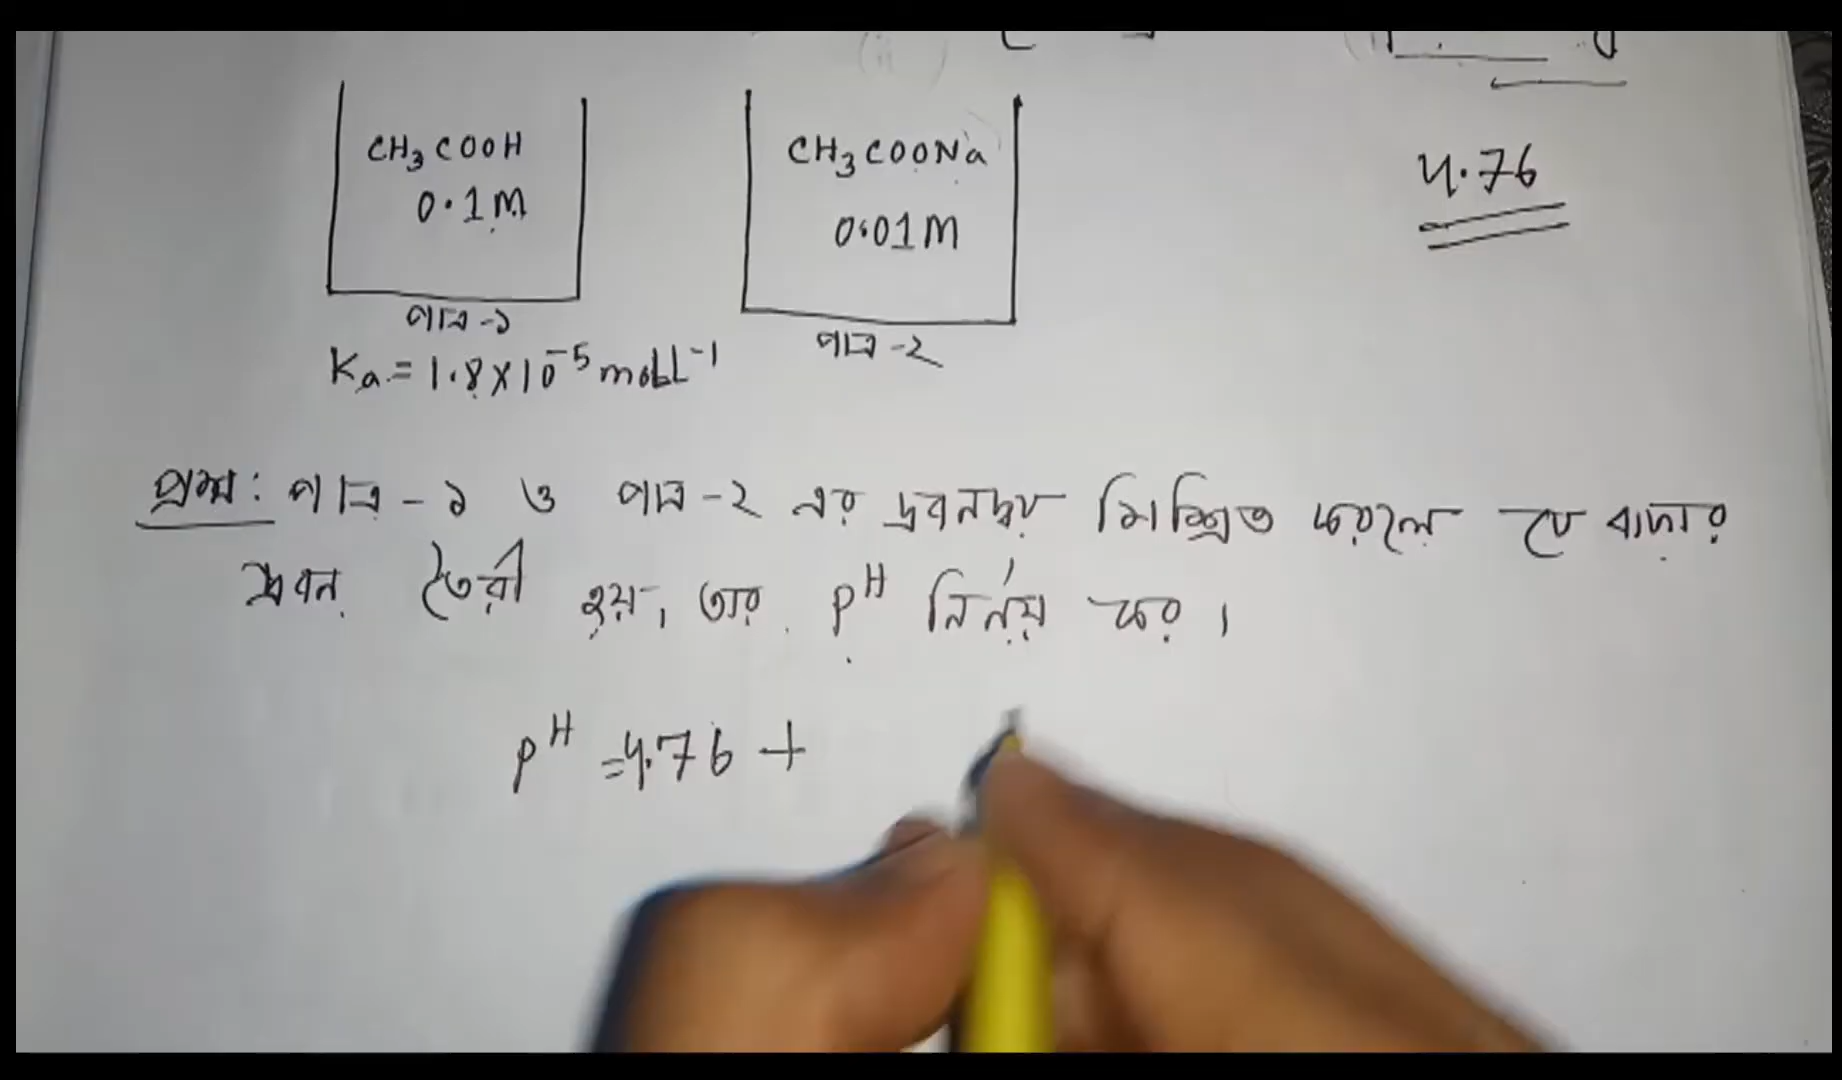 CH₃COOH
0.1M
পাত্র-১
CH₃COONa
0.01M
পাত্র-২
4.76
Ka = 1.8×10⁻⁵ molL⁻¹
প্রশ্ন: পাত্র-১ ও পাত্র-২ এর দ্রবনদ্বয় মিশ্রিত করলে যে বাফার
দ্রবন তৈরী হয়, তার pᴴ নির্নয় কর।
pᴴ = 4.76 +